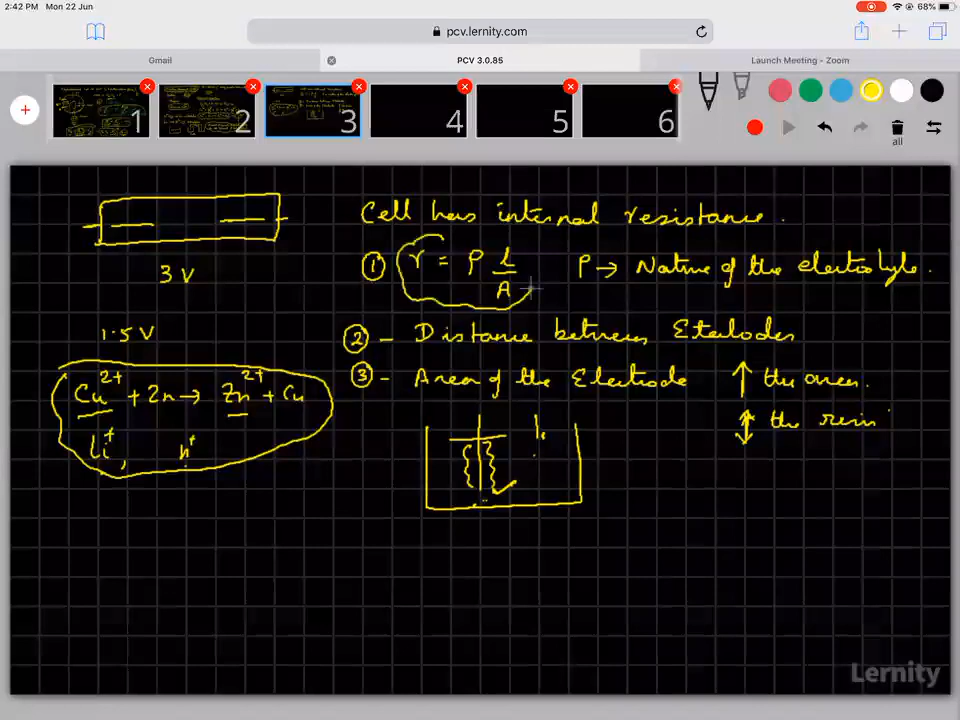 2:42 PM Mon 22 Jun
68%
pcv.lernity.com
Gmail
PCV 3.0.85
Launch Meeting - Zoom
1
2
3
4
5
6
all
Cell has internal resistance.
① r = ρ l/A ρ → Nature of the electrolyte.
3 V
② - Distance between Etelodes
1.5 V
③ - Area of the Electrode ↑ the area.
Cu²⁺ + Zn → Zn²⁺ + Cu
↕ the resis
Li⁺, H⁺
Lernity